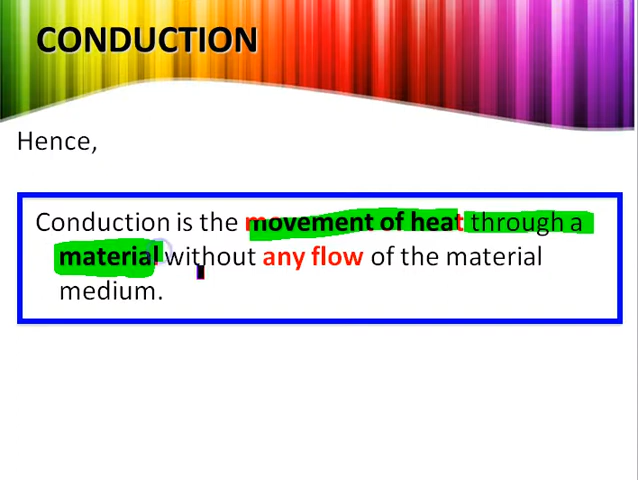 CONDUCTION
Hence,
Conduction is the movement of heat through a
material without any flow of the material
medium.